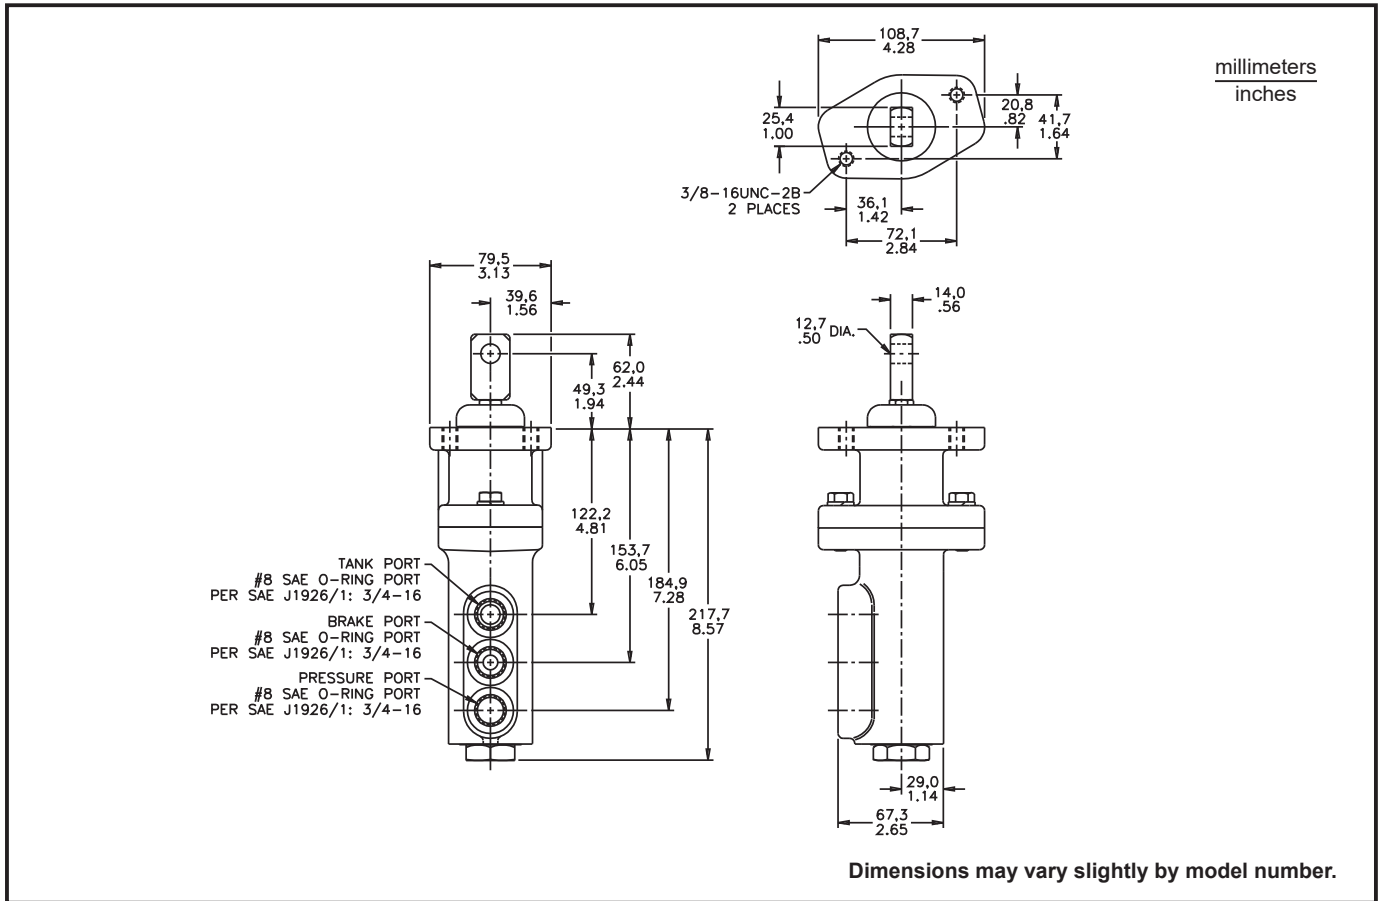 108,7
4.28
millimeters
inches
25,4
1.00
20,8
.82
41,7
1.64
3/8-16UNC-2B
2 PLACES
36,1
1.42
72,1
2.84
79,5
3.13
39,6
1.56
62,0
2.44
49,3
1.94
14,0
.56
12,7
.50 DIA.
122,2
4.81
153,7
6.05
184,9
7.28
217,7
8.57
TANK PORT
#8 SAE O-RING PORT
PER SAE J1926/1: 3/4-16
BRAKE PORT
#8 SAE O-RING PORT
PER SAE J1926/1: 3/4-16
PRESSURE PORT
#8 SAE O-RING PORT
PER SAE J1926/1: 3/4-16
29,0
1.14
67,3
2.65
Dimensions may vary slightly by model number.